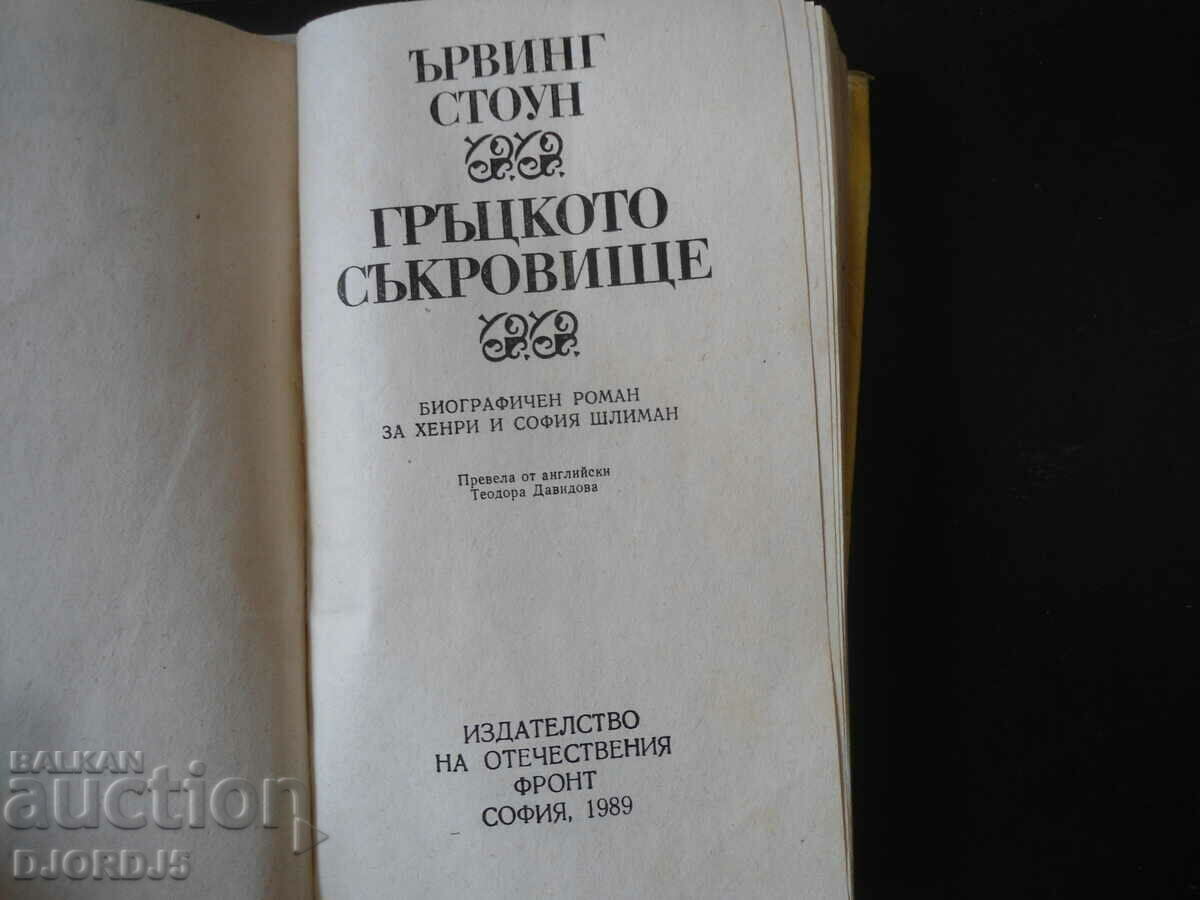 ЪРВИНГ
СТОУН
ГРЪЦКОТО
СЪКРОВИЩЕ
БИОГРАФИЧЕН РОМАН
ЗА ХЕНРИ И СОФИЯ ШЛИМАН
Превела от английски
Теодора Давидова
ИЗДАТЕЛСТВО
НА ОТЕЧЕСТВЕНИЯ
ФРОНТ
СОФИЯ, 1989
BALKAN
auction
DJORDJ5